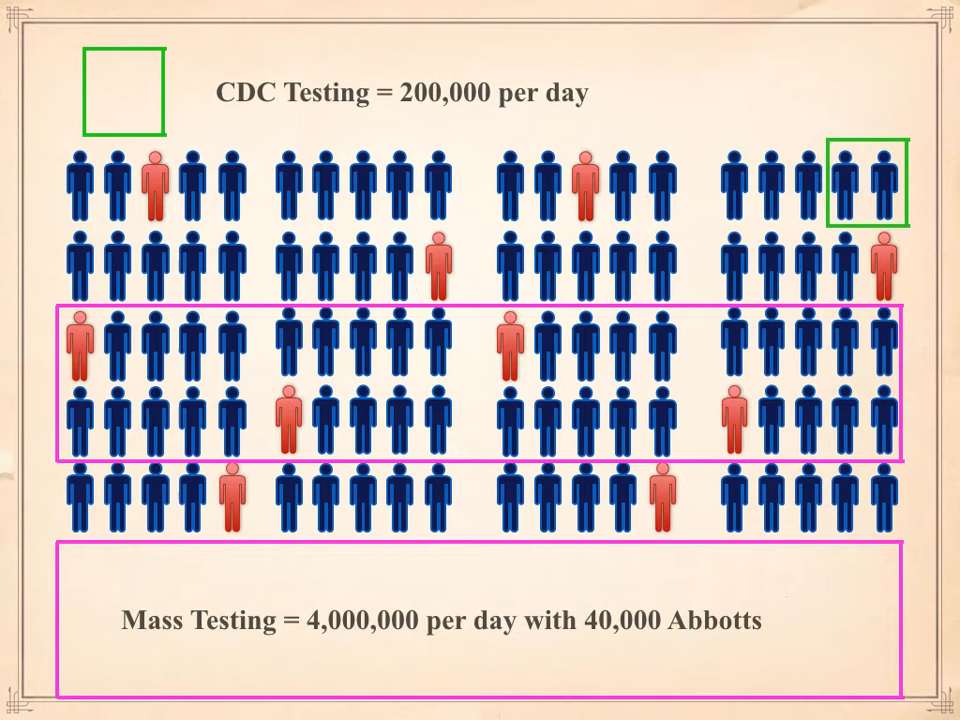 CDC Testing = 200,000 per day
Mass Testing = 4,000,000 per day with 40,000 Abbotts